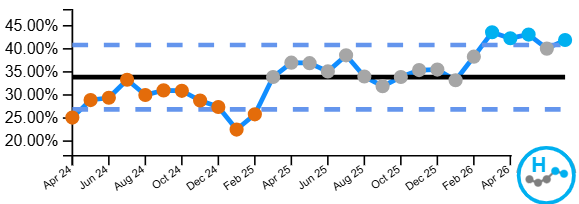 45.00%
40.00%
35.00%
30.00%
25.00%
20.00%
Apr 24
Jun 24
Aug 24
Oct 24
Dec 24
Feb 25
Apr 25
Jun 25
Aug 25
Oct 25
Dec 25
Feb 26
Apr 26
H